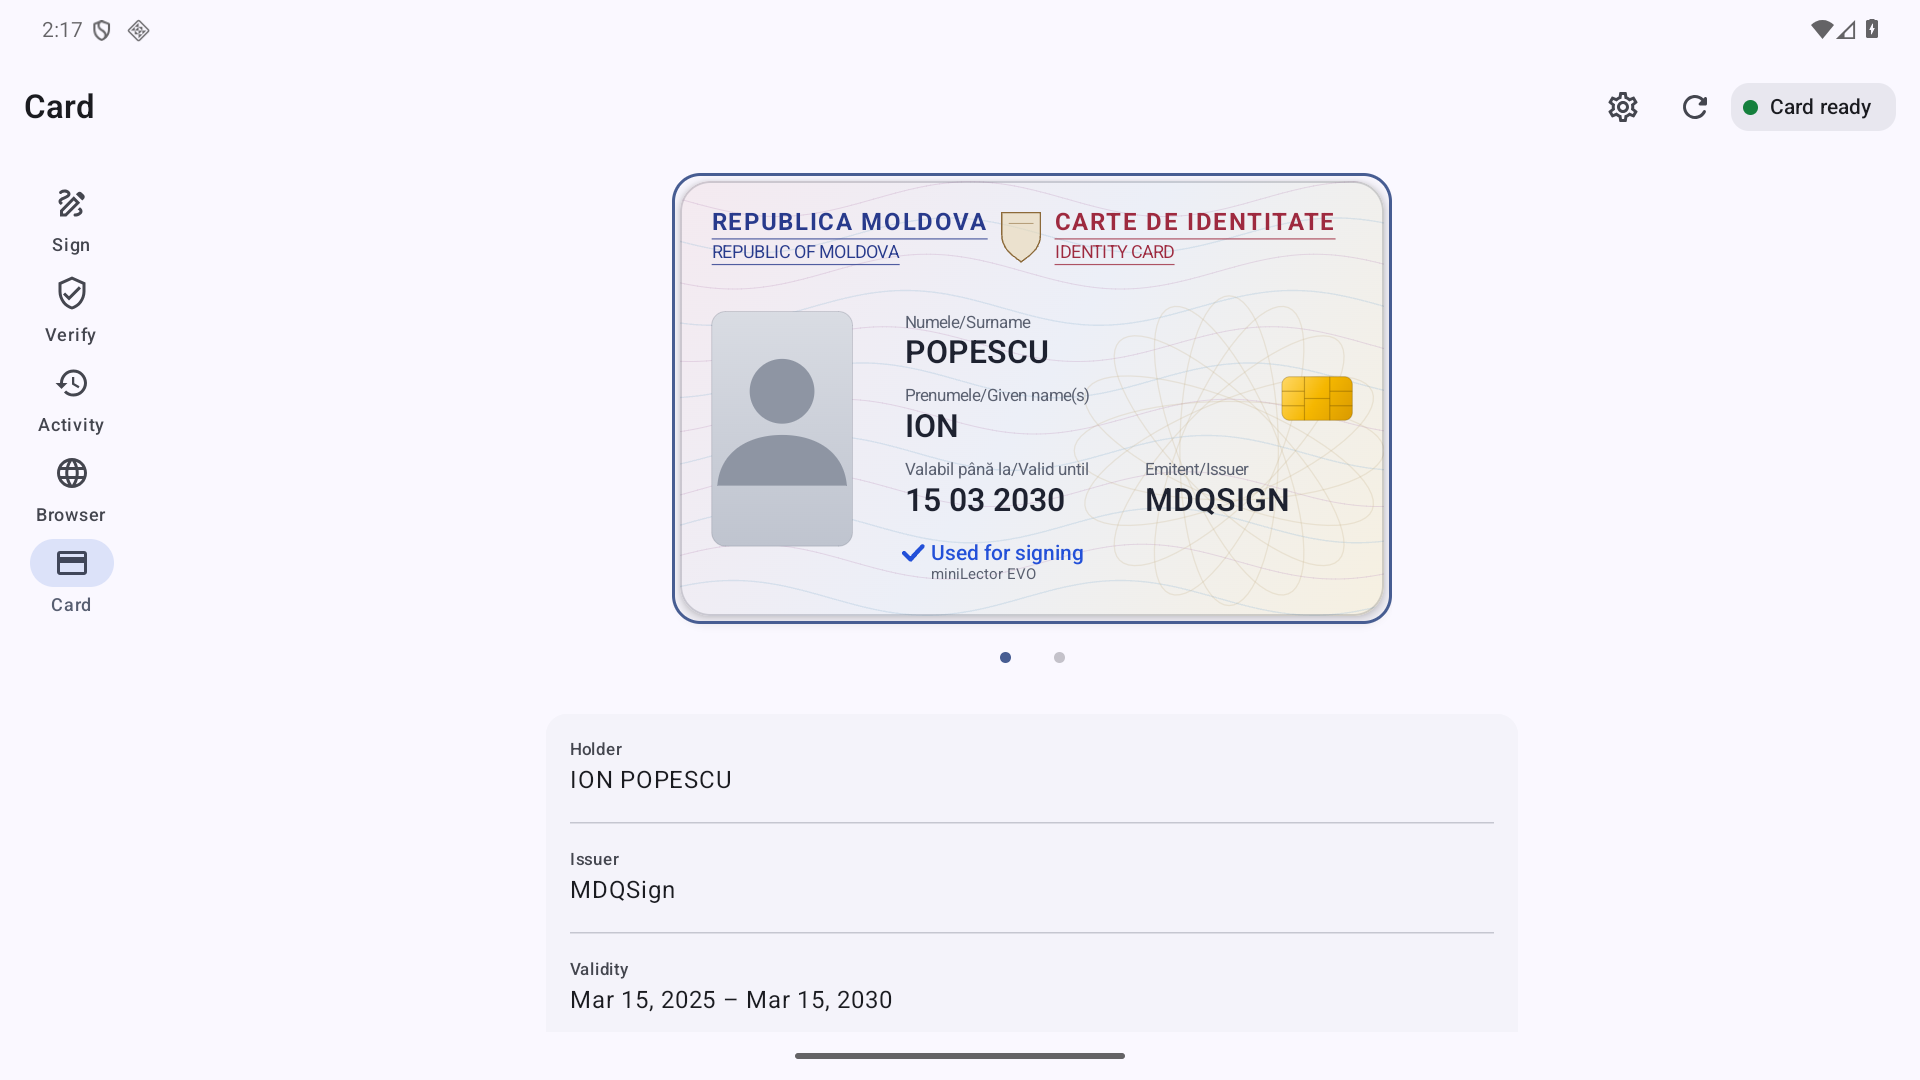 2:17
Card
Card ready
Sign
Verify
Activity
Browser
Card
REPUBLICA MOLDOVA
REPUBLIC OF MOLDOVA
CARTE DE IDENTITATE
IDENTITY CARD
Numele/Surname
POPESCU
Prenumele/Given name(s)
ION
Valabil până la/Valid until
15 03 2030
Emitent/Issuer
MDQSIGN
Used for signing
miniLector EVO
Holder
ION POPESCU
Issuer
MDQSign
Validity
Mar 15, 2025 – Mar 15, 2030